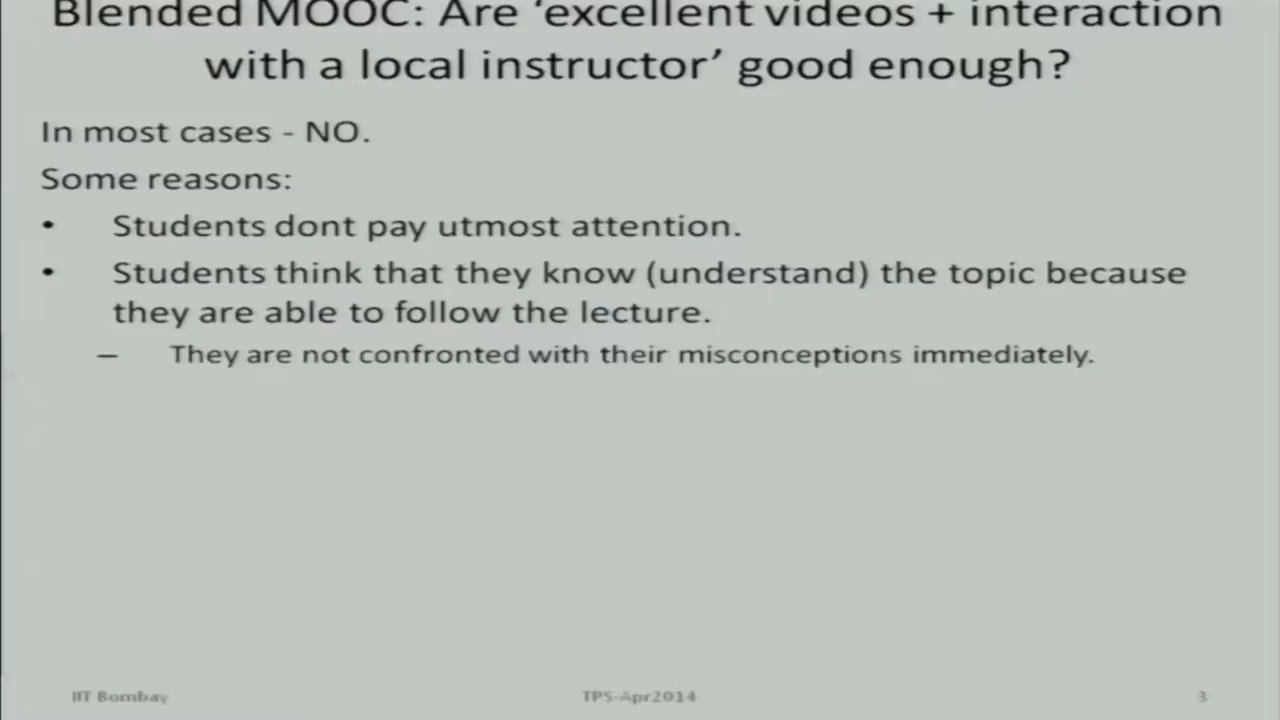 Blended MOOC: Are ‘excellent videos + interaction
with a local instructor’ good enough?
In most cases - NO.
Some reasons:
• Students dont pay utmost attention.
• Students think that they know (understand) the topic because
they are able to follow the lecture.
– They are not confronted with their misconceptions immediately.
IIT Bombay
TPS-Apr2014
3